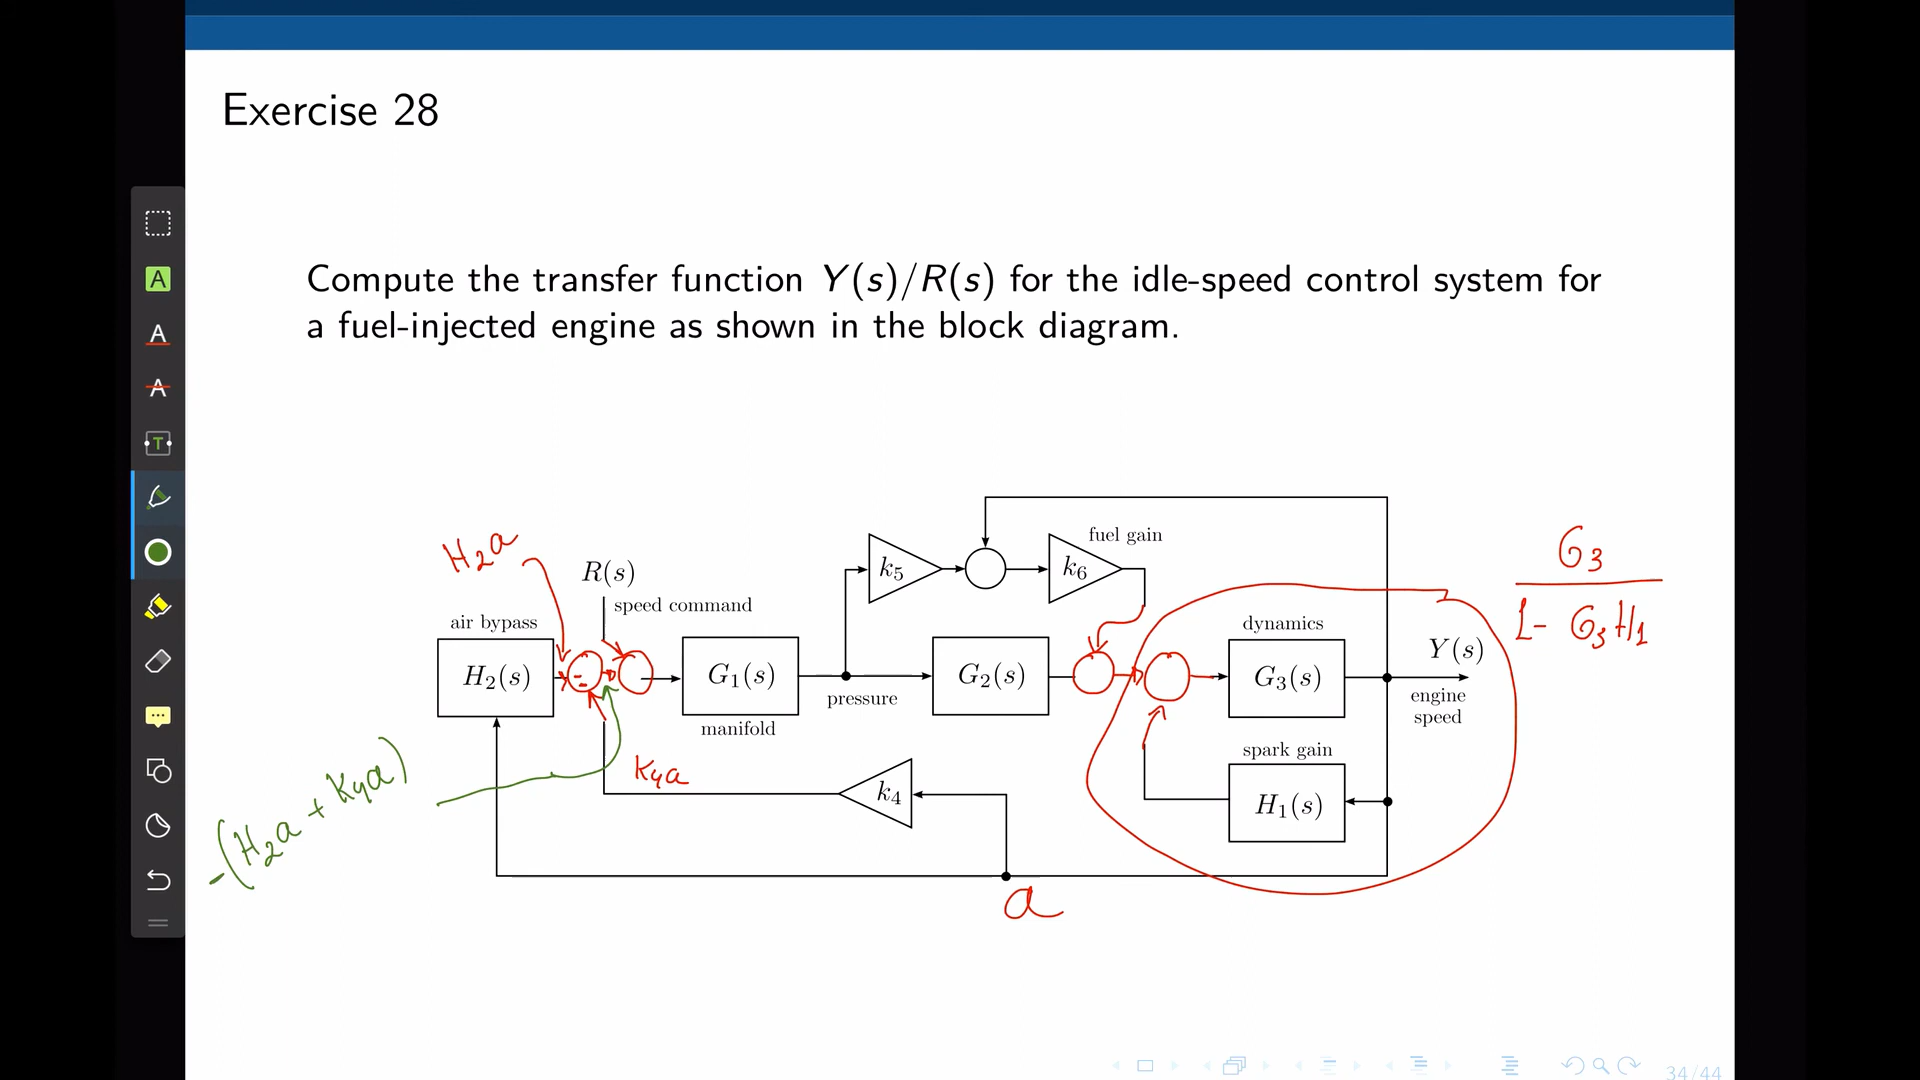 Exercise 28
Compute the transfer function Y(s)/R(s) for the idle-speed control system for
a fuel-injected engine as shown in the block diagram.
A
A
A
T
H₂a
R(s)
speed command
air bypass
H₂(s)
G₁(s)
manifold
pressure
k₅
k₆
fuel gain
G₂(s)
dynamics
G₃(s)
Y(s)
engine
speed
spark gain
H₁(s)
k₄
K₄a
a
-(H₂a + K₄a)
G₃
1 - G₃H₁
34/44